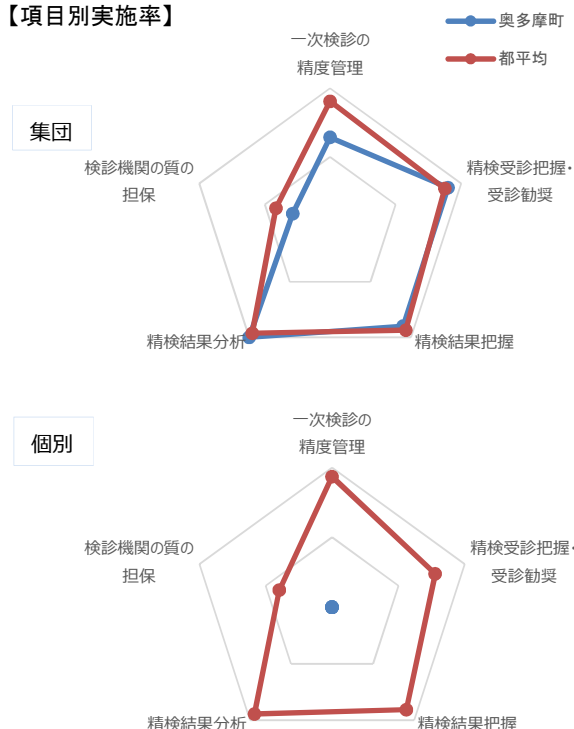 【項目別実施率】
奥多摩町
都平均
集団
一次検診の
精度管理
精検受診把握・
受診勧奨
精検結果把握
精検結果分析
検診機関の質の
担保
個別
一次検診の
精度管理
精検受診把握・
受診勧奨
精検結果把握
精検結果分析
検診機関の質の
担保